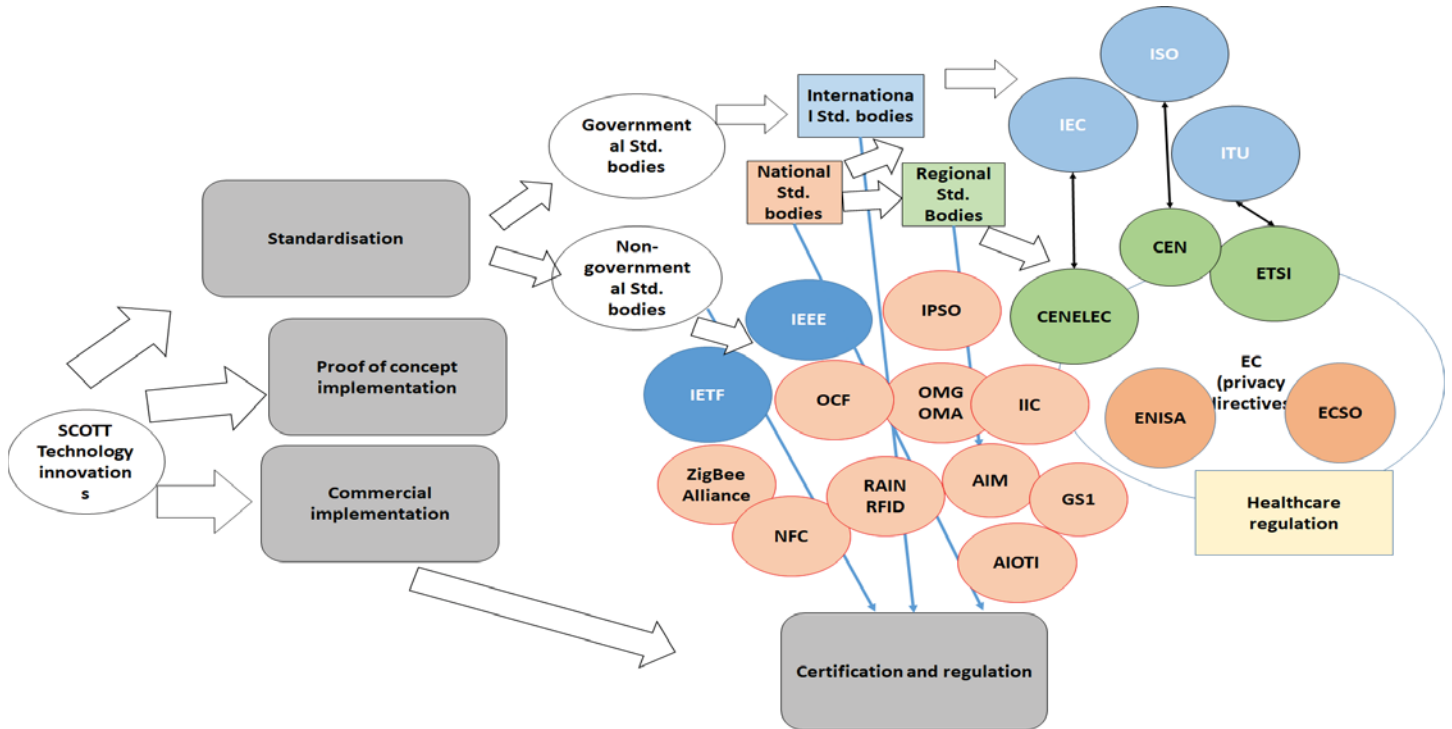 ISO
Internationa
l Std. bodies
IEC
Government
al Std.
bodies
ITU
National
Std.
bodies
Regional
Std.
Bodies
Standardisation
CEN
Non-
government
al Std.
bodies
ETSI
IPSO
IEEE
CENELEC
Proof of concept
implementation
EC
(privacy
directives
IETF
OCF
OMG
OMA
IIC
ENISA
ECSO
SCOTT
Technology
innovation
s
ZigBee
Alliance
RAIN
RFID
AIM
GS1
Commercial
implementation
Healthcare
regulation
NFC
AIOTI
Certification and regulation